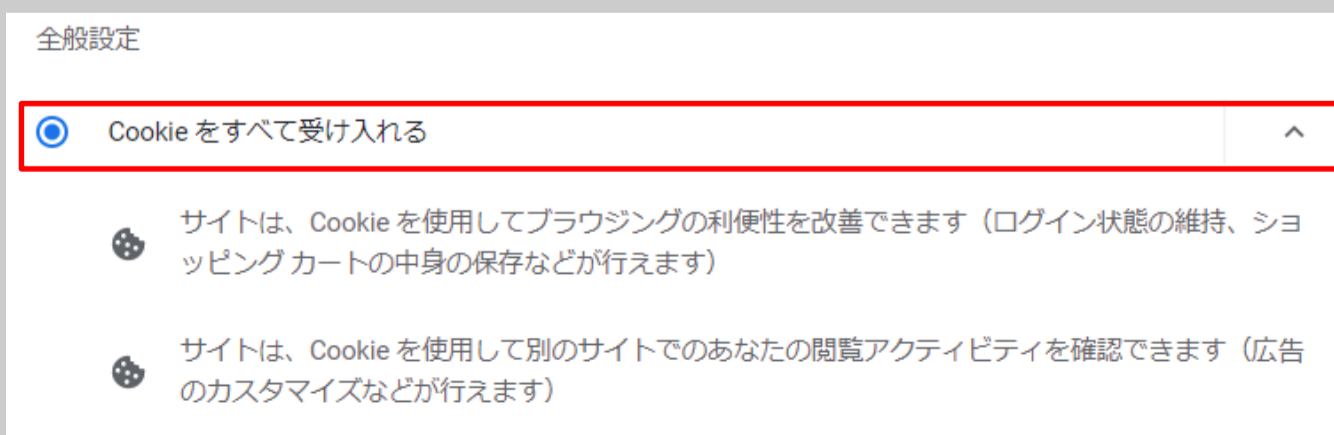 全般設定
Cookie をすべて受け入れる
サイトは、Cookie を使用してブラウジングの利便性を改善できます（ログイン状態の維持、ショ
ッピング カートの中身の保存などが行えます）
サイトは、Cookie を使用して別のサイトでのあなたの閲覧アクティビティを確認できます（広告
のカスタマイズなどが行えます）